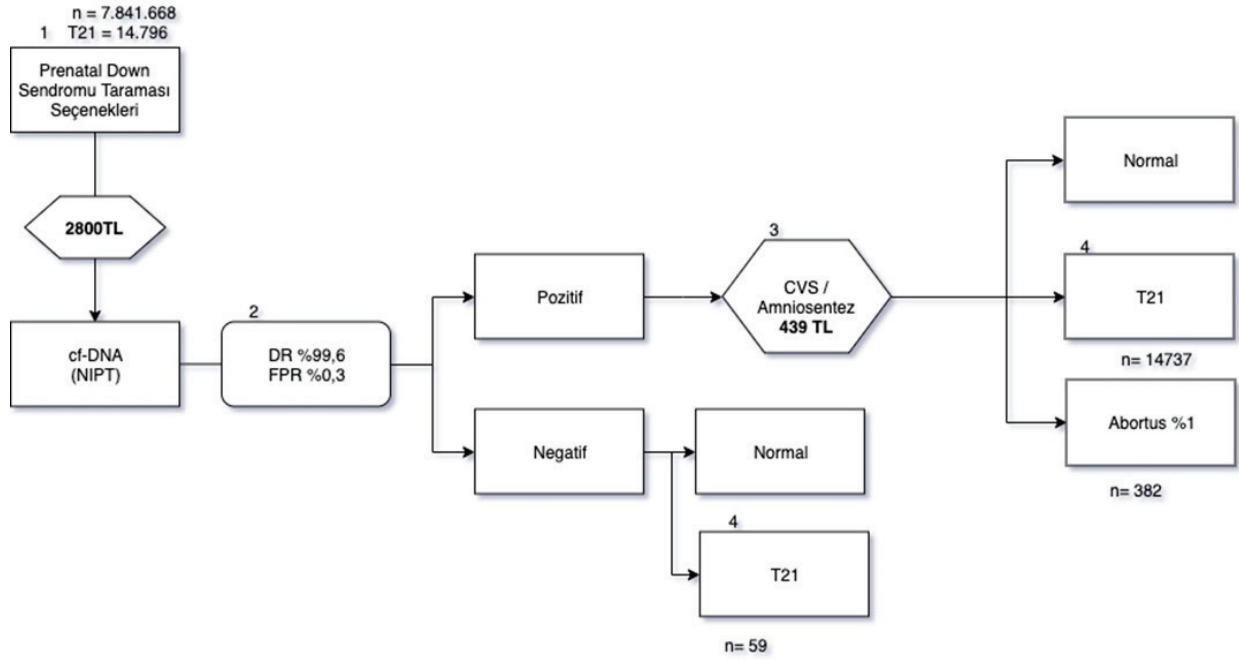 n = 7.841.668
1 T21 = 14.796
Prenatal Down
Sendromu Taraması
Seçenekleri
2800TL
cf-DNA
(NIPT)
2
DR %99,6
FPR %0,3
Pozitif
Negatif
3
CVS /
Amniosentez
439 TL
Normal
4
T21
n= 59
Normal
4
T21
n= 14737
Abortus %1
n= 382